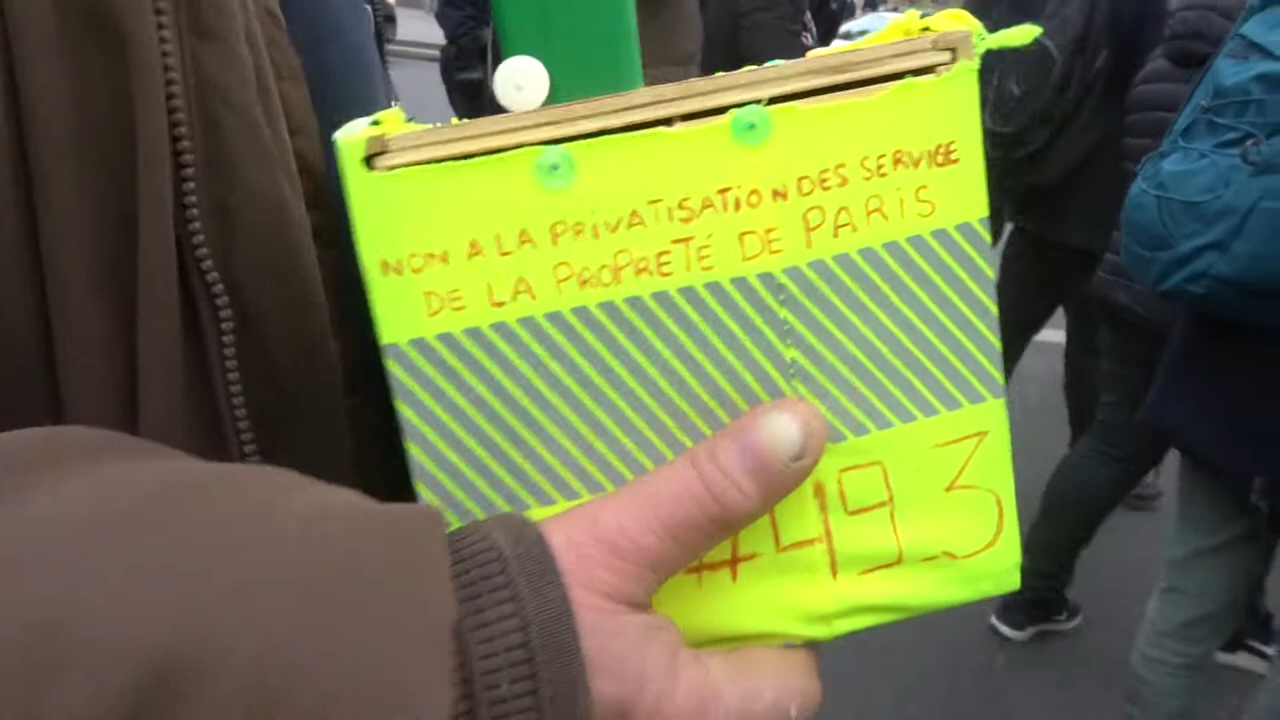 NON A LA PRiVATiSATioN DES SERVICE
DE LA PROPRETÉ DE PARiS
#49.3